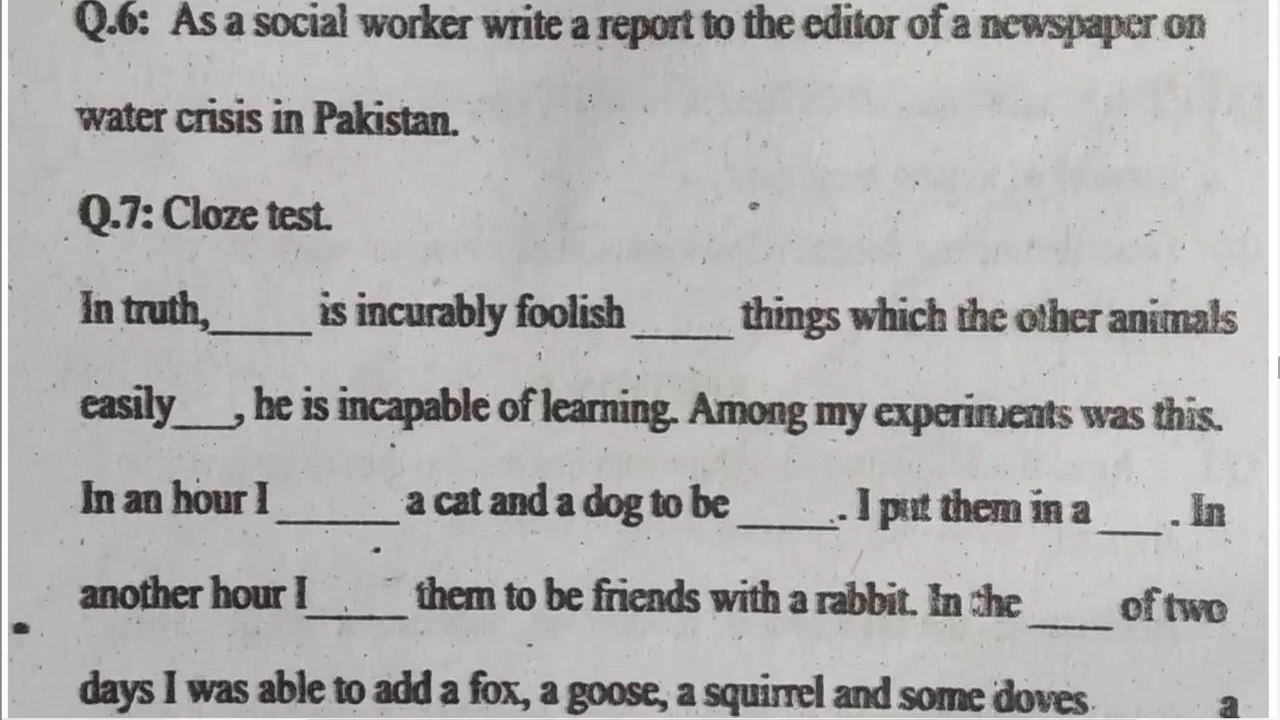 Q.6: As a social worker write a report to the editor of a newspaper on
water crisis in Pakistan.
Q.7: Cloze test.
In truth,_____ is incurably foolish _____ things which the other animals
easily___, he is incapable of learning. Among my experiments was this.
In an hour I ______ a cat and a dog to be _____. I put them in a ___. In
another hour I_____ them to be friends with a rabbit. In the ____ of two
days I was able to add a fox, a goose, a squirrel and some doves. a